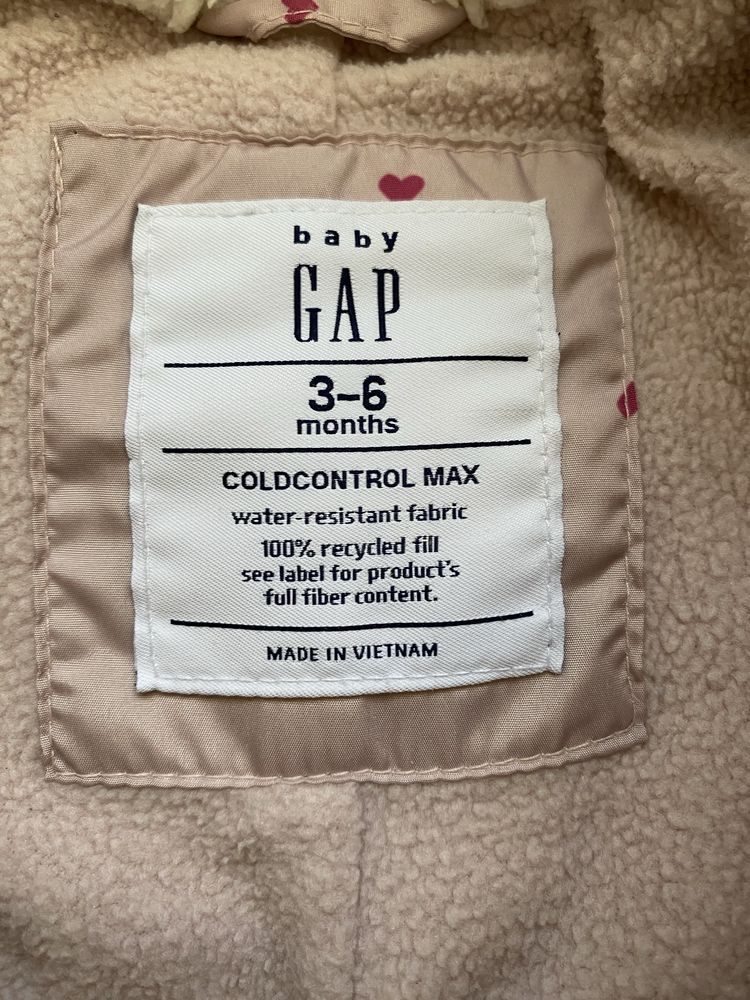 baby
GAP
3–6
months
COLDCONTROL MAX
water-resistant fabric
100% recycled fill
see label for product's
full fiber content.
MADE IN VIETNAM